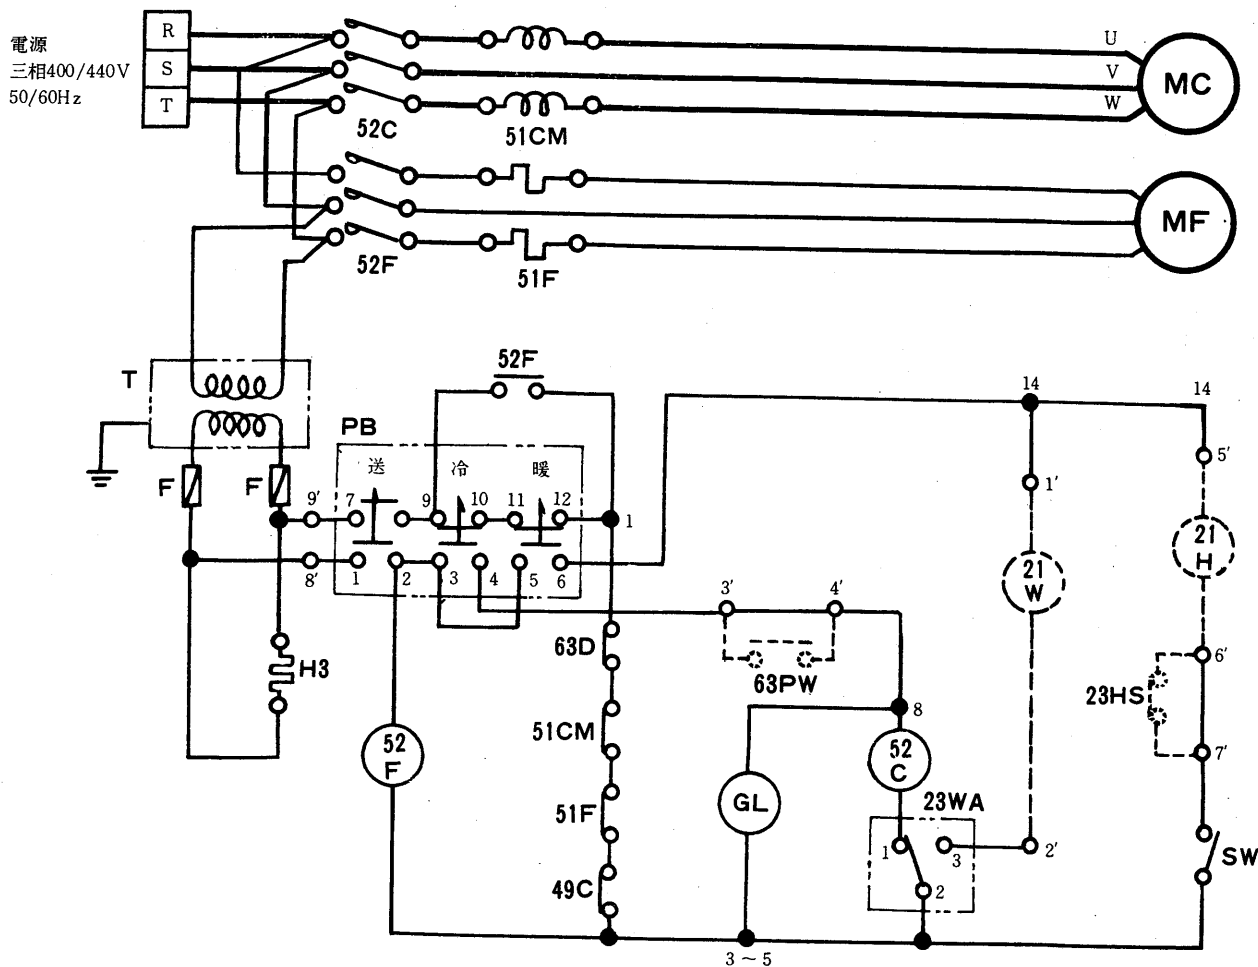 電源
三相400/440V
50/60Hz
R
S
T
52C
51CM
U
V
W
MC
52F
51F
MF
T
F
F
PB
52F
送
冷
暖
9'
7
9
10
11
12
1
8'
1
2
3
4
5
6
H3
52
F
63D
51CM
51F
49C
3'
4'
63PW
8
GL
52
C
23WA
1
3
2
14
1'
21
W
2'
14
5'
21
H
6'
23HS
7'
SW
3～5